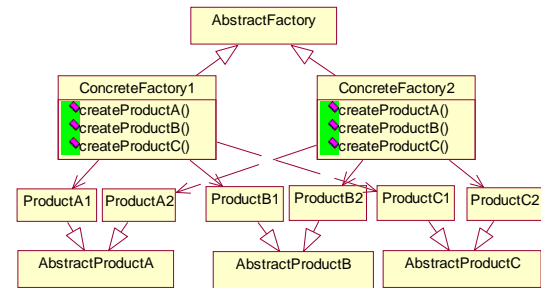 AbstractFactory
ConcreteFactory1
createProductA()
createProductB()
createProductC()
ConcreteFactory2
createProductA()
createProductB()
createProductC()
ProductA1
ProductA2
ProductB1
ProductB2
ProductC1
ProductC2
AbstractProductA
AbstractProductB
AbstractProductC